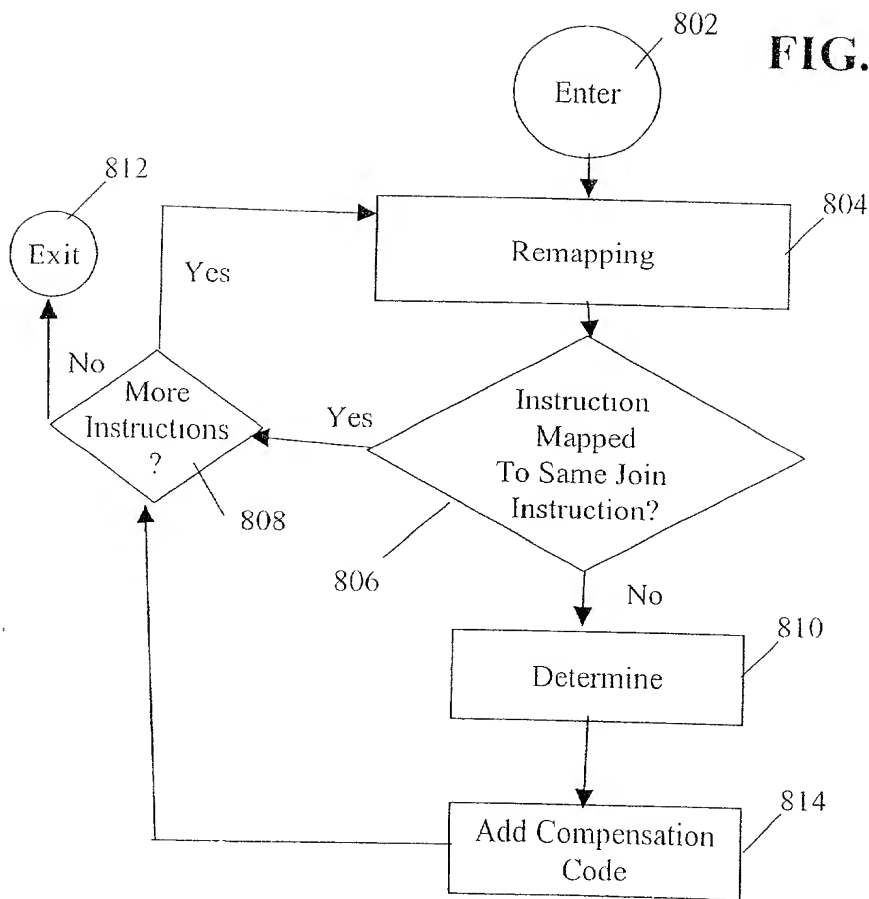 802
FIG.
Enter
812
804
Exit
Remapping
Yes
No
More
Instructions
?
Yes
Instruction
Mapped
To Same Join
Instruction?
808
806
No
810
Determine
814
Add Compensation
Code